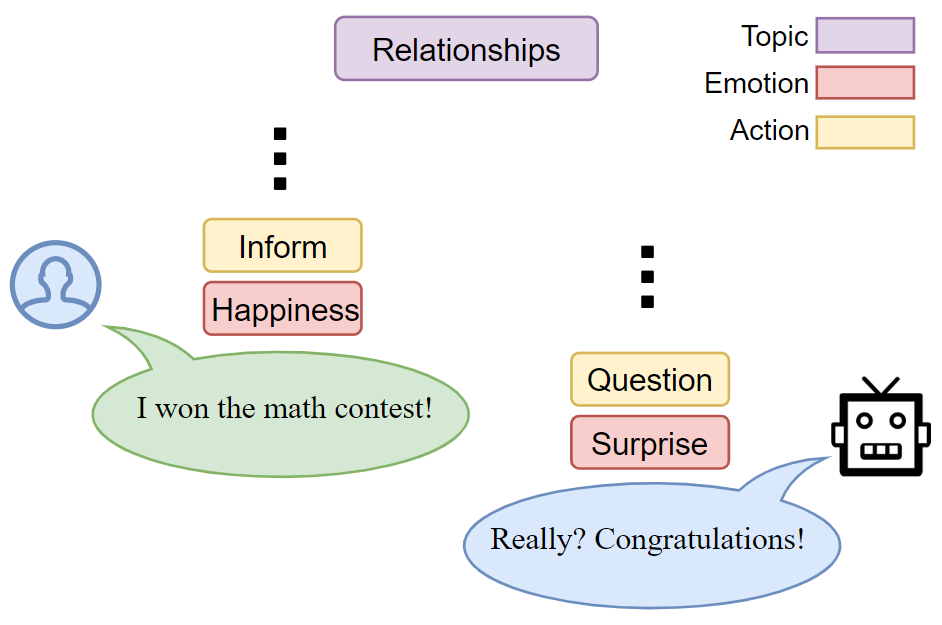 Relationships
Topic
Emotion
Action
Inform
Happiness
I won the math contest!
Question
Surprise
Really? Congratulations!